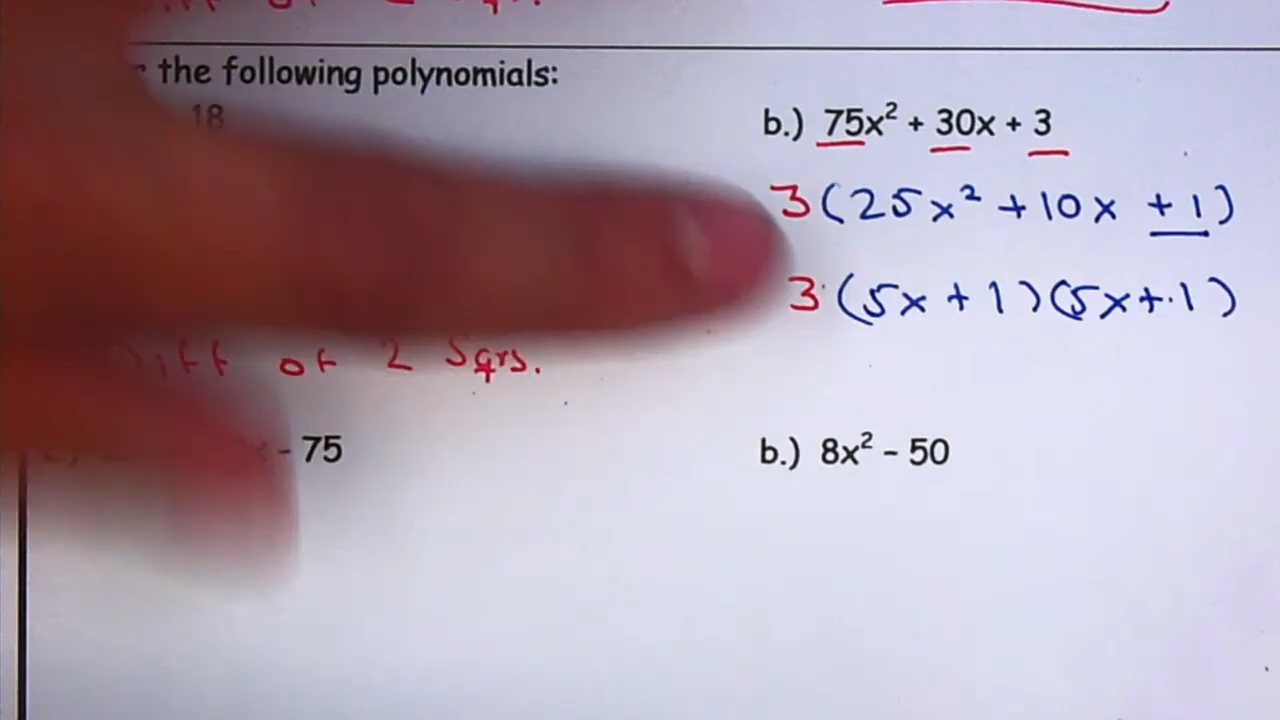 the following polynomials:
18
b.) 75x² + 30x + 3
3(25x² + 10x + 1)
3(5x + 1)(5x + 1)
Diff of 2 Sqrs.
- 75
b.) 8x² - 50